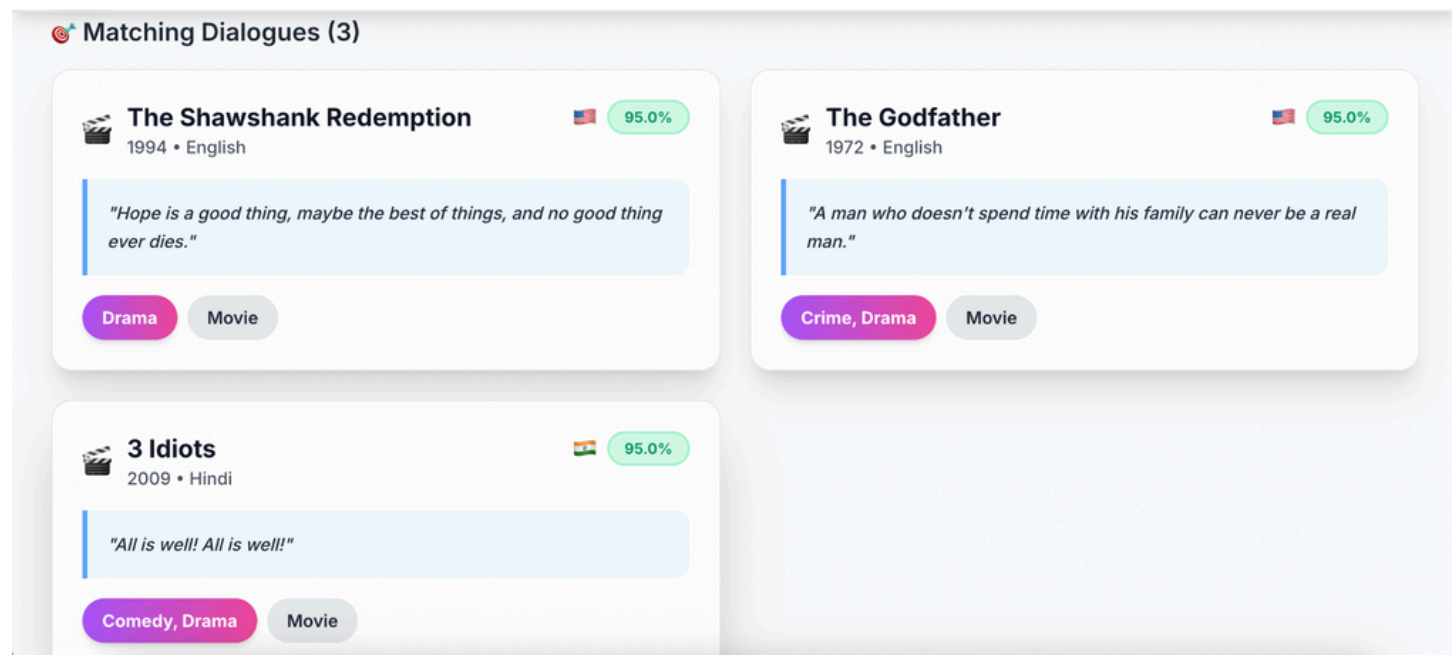 Matching Dialogues (3)
The Shawshank Redemption
95.0%
1994 • English
"Hope is a good thing, maybe the best of things, and no good thing
ever dies."
Drama
Movie
The Godfather
95.0%
1972 • English
"A man who doesn't spend time with his family can never be a real
man."
Crime, Drama
Movie
3 Idiots
95.0%
2009 • Hindi
"All is well! All is well!"
Comedy, Drama
Movie